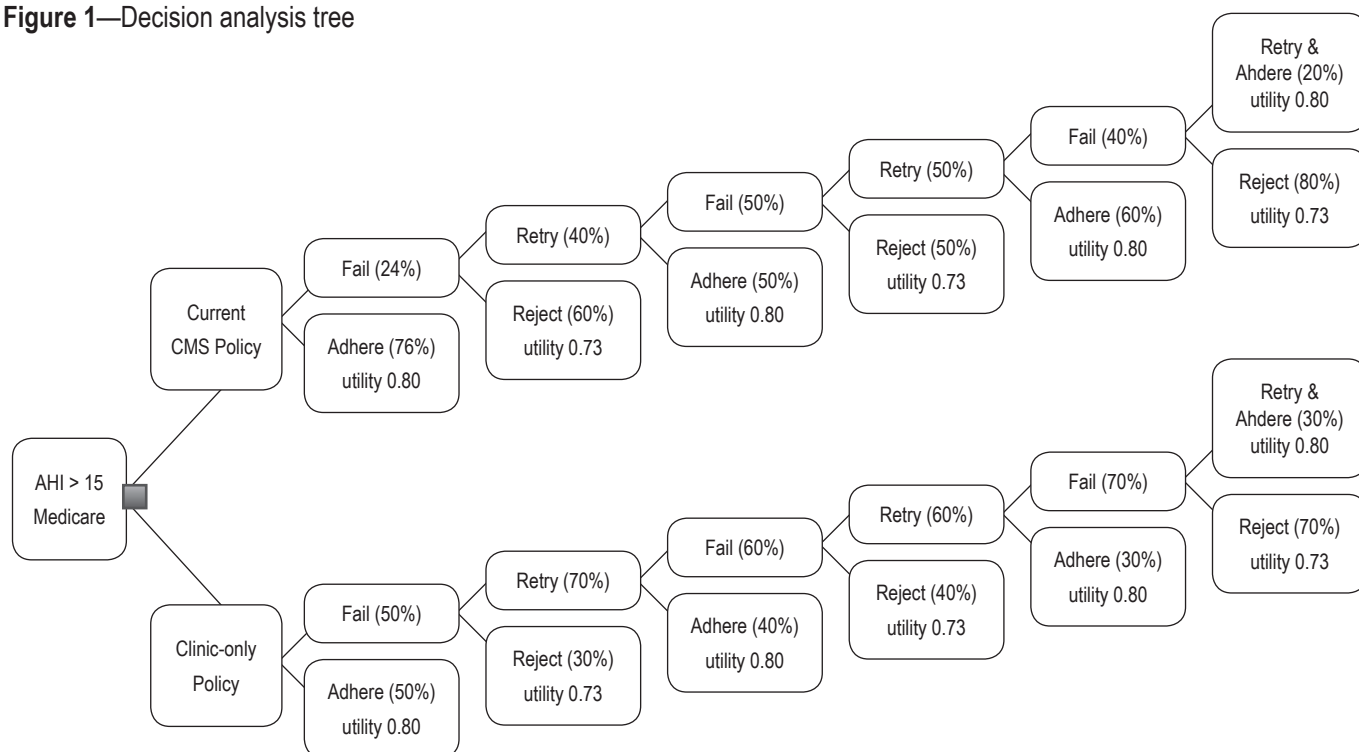 Figure 1—Decision analysis tree
AHI > 15
Medicare
Current
CMS Policy
Fail (24%)
Adhere (76%)
utility 0.80
Retry (40%)
Reject (60%)
utility 0.73
Fail (50%)
Adhere (50%)
utility 0.80
Retry (50%)
Reject (50%)
utility 0.73
Fail (40%)
Adhere (60%)
utility 0.80
Retry &
Ahdere (20%)
utility 0.80
Reject (80%)
utility 0.73
Clinic-only
Policy
Fail (50%)
Adhere (50%)
utility 0.80
Retry (70%)
Reject (30%)
utility 0.73
Fail (60%)
Adhere (40%)
utility 0.80
Retry (60%)
Reject (40%)
utility 0.73
Fail (70%)
Adhere (30%)
utility 0.80
Retry &
Ahdere (30%)
utility 0.80
Reject (70%)
utility 0.73